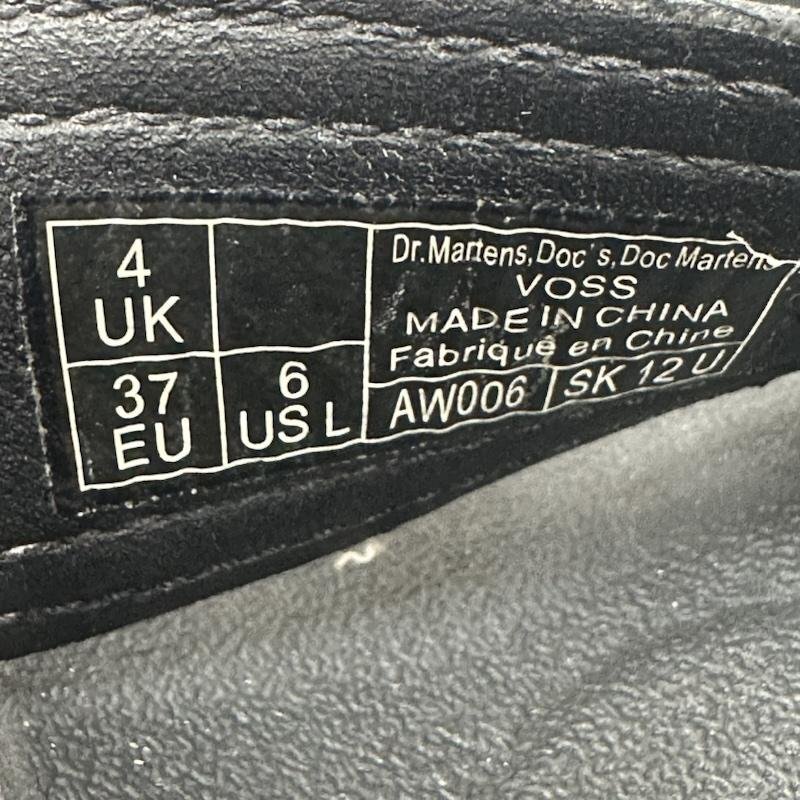 4
UK
37
EU
6
US L
Dr.Martens,Doc's,Doc Martens
VOSS
MADE IN CHINA
Fabriqué en Chine
AW006
SK 12 U